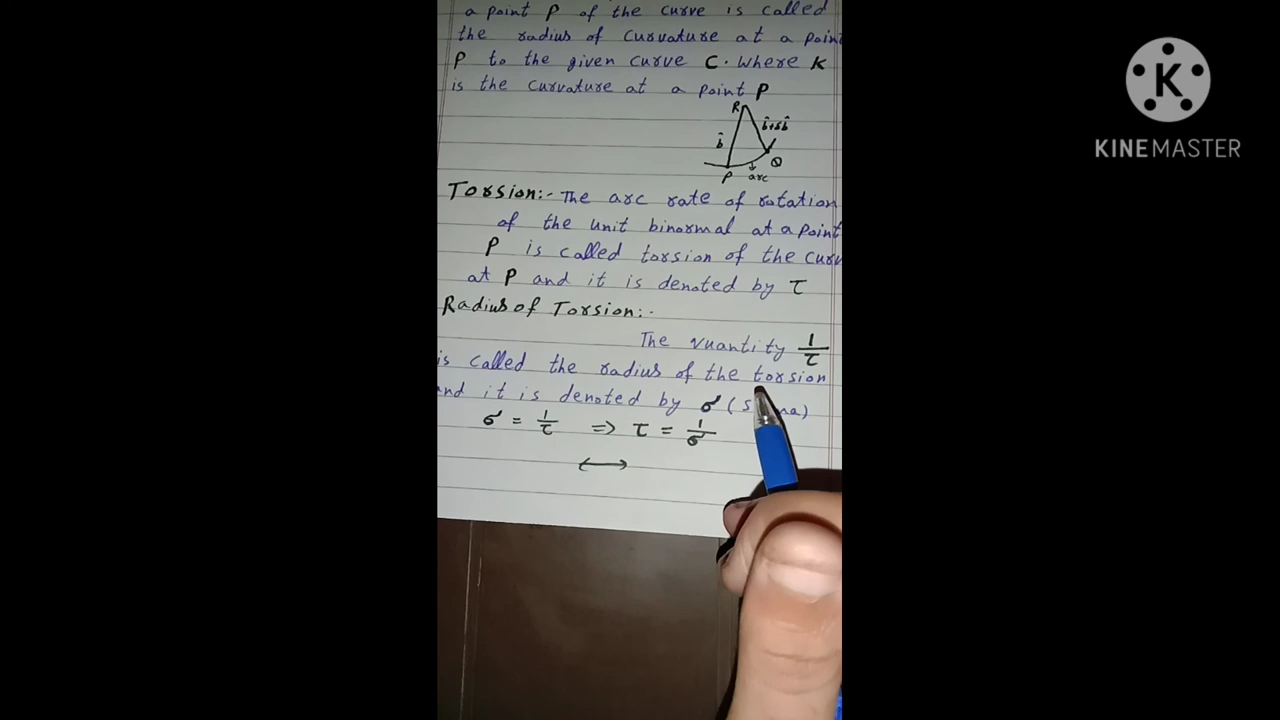 a point P of the curve is called
the radius of curvature at a point
P to the given curve C. where K
is the curvature at a point P
R
b̂
b̂+δb̂
P
arc
Q
Torsion:- The arc rate of rotation
of the unit binormal at a point
P is called torsion of the curv
at P and it is denoted by τ
Radius of Torsion:-
The quantity 1/τ
is called the radius of the torsion
and it is denoted by σ (S ma)
σ = 1/τ => τ = 1/σ
K
KINEMASTER